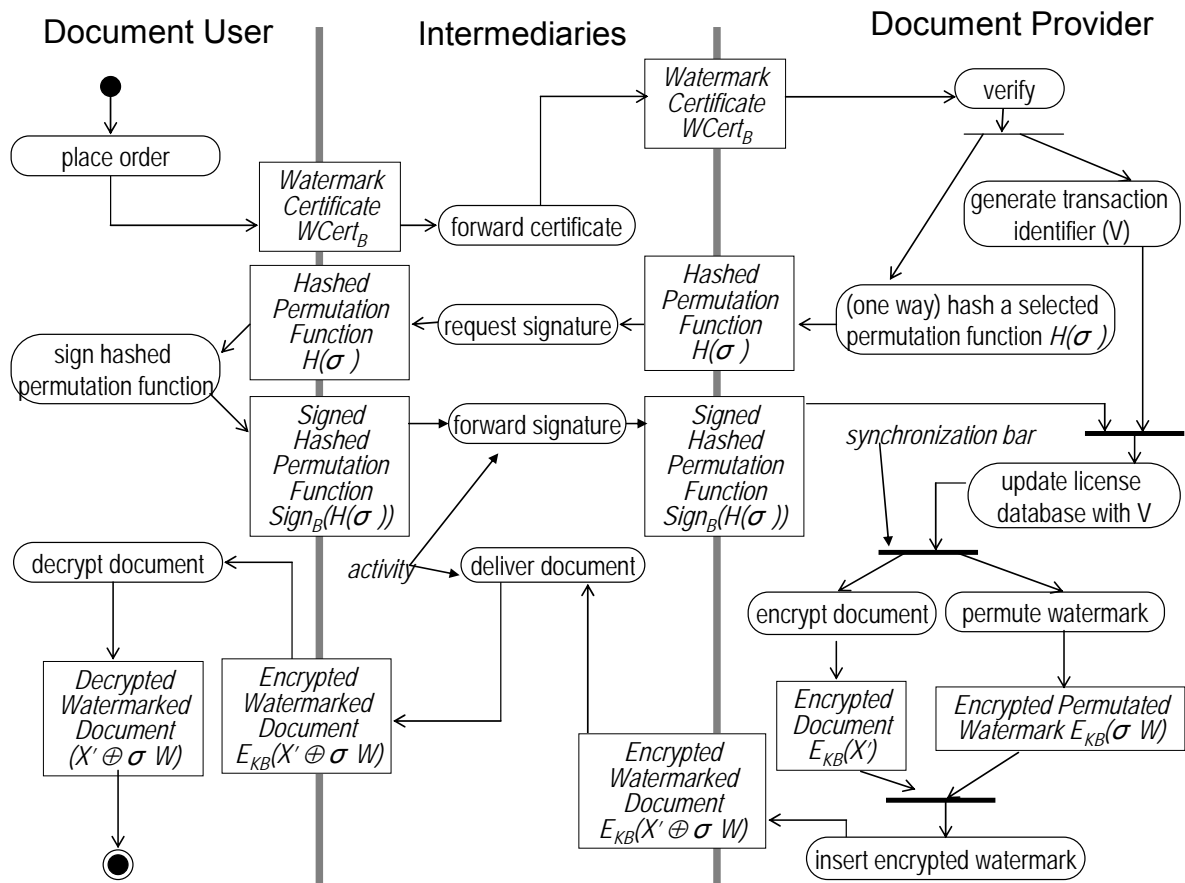 Document User
Intermediaries
Document Provider
place order
Watermark
Certificate
WCert_B
forward certificate
Watermark
Certificate
WCert_B
verify
generate transaction
identifier (V)
(one way) hash a selected
permutation function H(σ )
Hashed
Permutation
Function
H(σ )
request signature
Hashed
Permutation
Function
H(σ )
sign hashed
permutation function
Signed
Hashed
Permutation
Function
Sign_B(H(σ ))
forward signature
Signed
Hashed
Permutation
Function
Sign_B(H(σ ))
synchronization bar
update license
database with V
activity
encrypt document
permute watermark
Encrypted
Document
E_KB(X')
Encrypted Permutated
Watermark E_KB(σ W)
insert encrypted watermark
Encrypted
Watermarked
Document
E_KB(X' ⊕ σ W)
deliver document
Encrypted
Watermarked
Document
E_KB(X' ⊕ σ W)
decrypt document
Decrypted
Watermarked
Document
(X' ⊕ σ W)